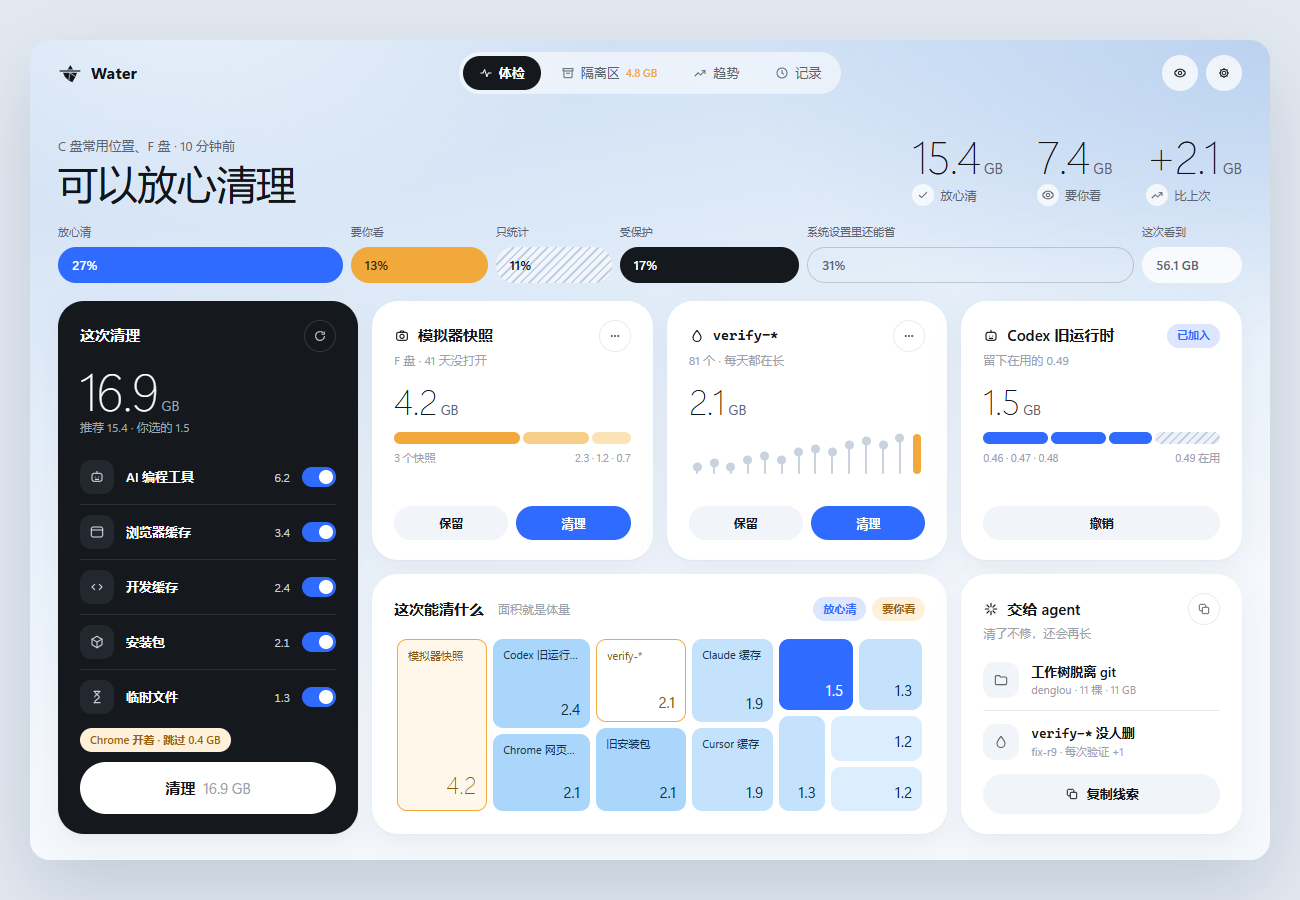 Water
体检
隔离区 4.8 GB
趋势
记录
C 盘常用位置、F 盘 · 10 分钟前
可以放心清理
15.4 GB
放心清
7.4 GB
要你看
+2.1 GB
比上次
放心清
要你看
只统计
受保护
系统设置里还能省
这次看到
27%
13%
11%
17%
31%
56.1 GB
这次清理
16.9 GB
推荐 15.4 · 你选的 1.5
AI 编程工具 6.2
浏览器缓存 3.4
开发缓存 2.4
安装包 2.1
临时文件 1.3
Chrome 开着 · 跳过 0.4 GB
清理 16.9 GB
模拟器快照
F 盘 · 41 天没打开
4.2 GB
3 个快照
2.3 · 1.2 · 0.7
保留
清理
verify-*
81 个 · 每天都在长
2.1 GB
保留
清理
Codex 旧运行时
已加入
留下在用的 0.49
1.5 GB
0.46 · 0.47 · 0.48
0.49 在用
撤销
这次能清什么 面积就是体量
放心清
要你看
模拟器快照
4.2
Codex 旧运行...
2.4
Chrome 网页...
2.1
verify-*
2.1
旧安装包
2.1
Claude 缓存
1.9
Cursor 缓存
1.9
1.5
1.3
1.3
1.2
1.2
交给 agent
清了不修，还会再长
工作树脱离 git
denglou · 11 棵 · 11 GB
verify-* 没人删
fix-r9 · 每次验证 +1
复制线索